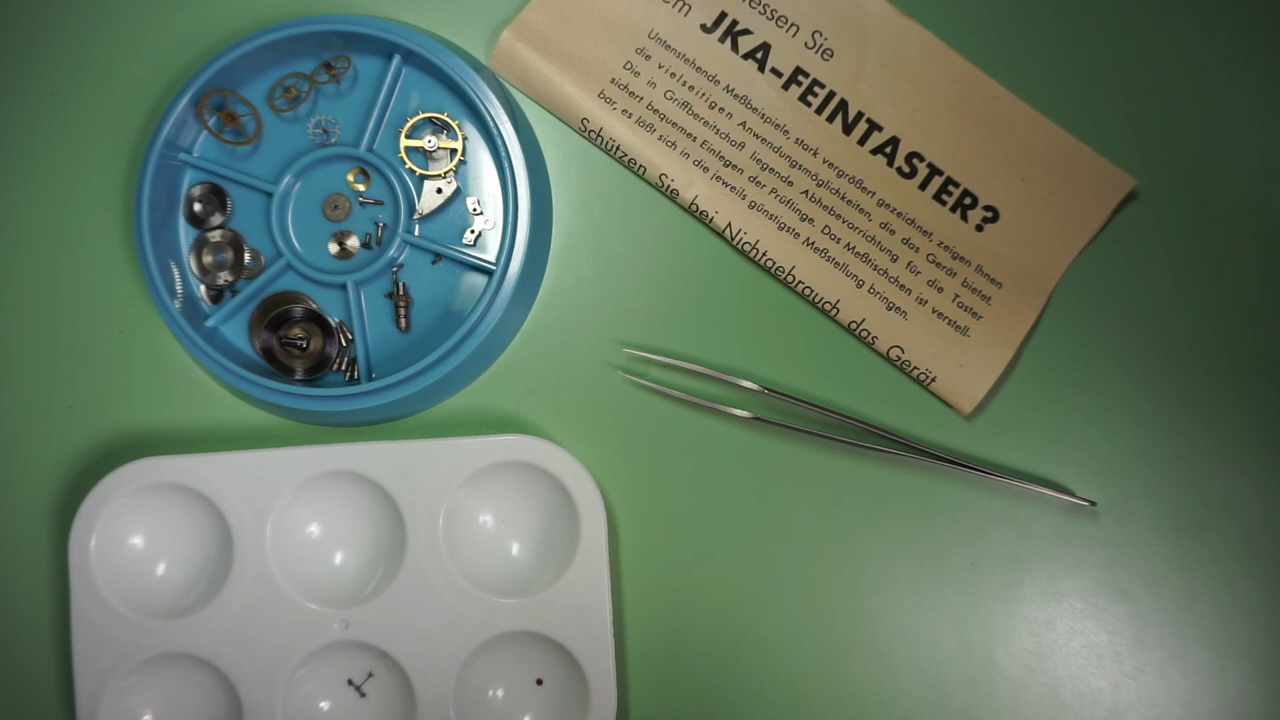 essen Sie
em JKA-FEINTASTER?
Untenstehende Meßbeispiele, stark vergrößert gezeichnet, zeigen Ihnen
die vielseitigen Anwendungsmöglichkeiten, die das Gerät bietet.
Die in Griffbereitschaft liegende Abhebevorrichtung für die Taster
sichert bequemes Einlegen der Prüflinge. Das Meßtischchen ist verstell-
bar, es läßt sich in die jeweils günstigste Meßstellung bringen.
Schützen Sie bei Nichtgebrauch das Gerät